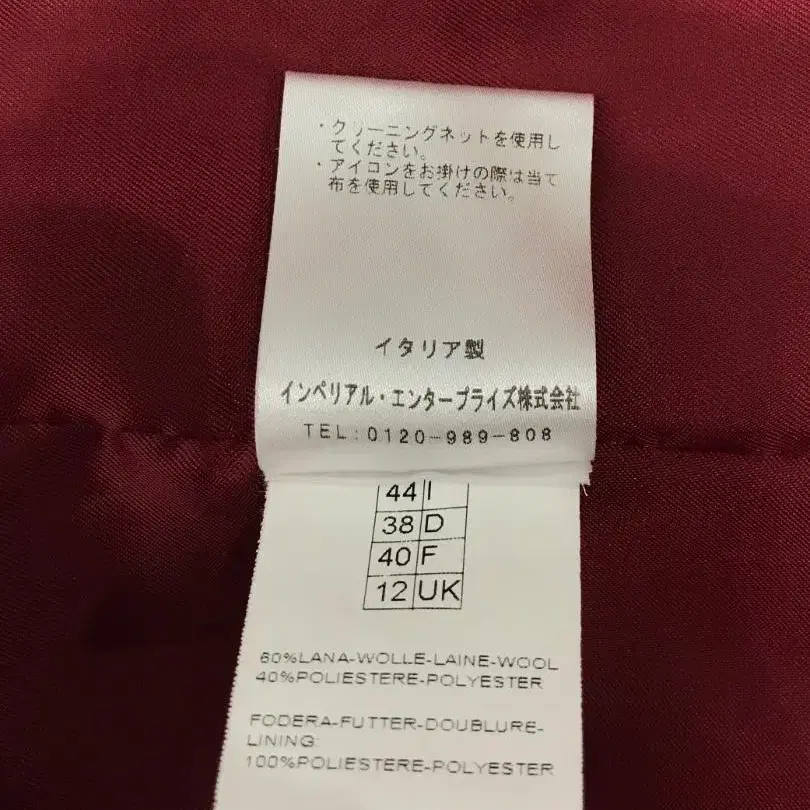 ・クリーニングネットを使用し
てください。
・アイロンをお掛けの際は当て
布を使用してください。
イタリア製
インペリアル・エンタープライズ株式会社
TEL:0120-989-808
44 I
38 D
40 F
12 UK
60%LANA-WOLLE-LAINE-WOOL
40%POLIESTERE-POLYESTER
FODERA-FUTTER-DOUBLURE-
LINING:
100%POLIESTERE-POLYESTER